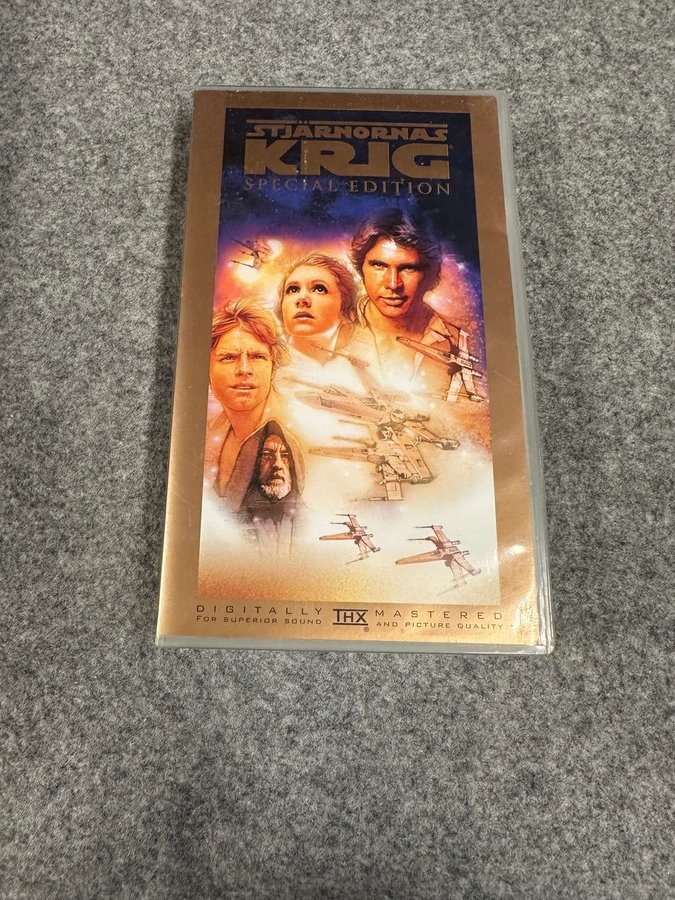 STJÄRNORNAS
KRIG®
SPECIAL EDITION
DIGITALLY THX® MASTERED
FOR SUPERIOR SOUND AND PICTURE QUALITY